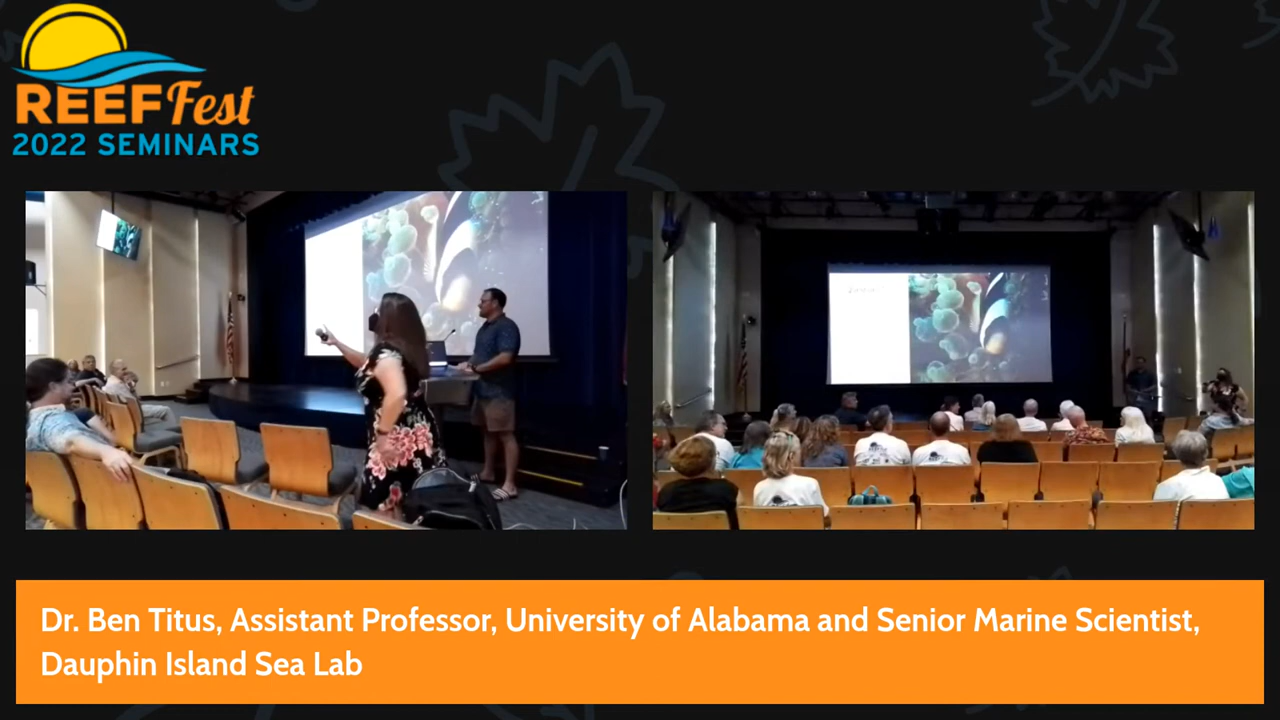 REEF Fest
2022 SEMINARS
Dr. Ben Titus, Assistant Professor, University of Alabama and Senior Marine Scientist,
Dauphin Island Sea Lab